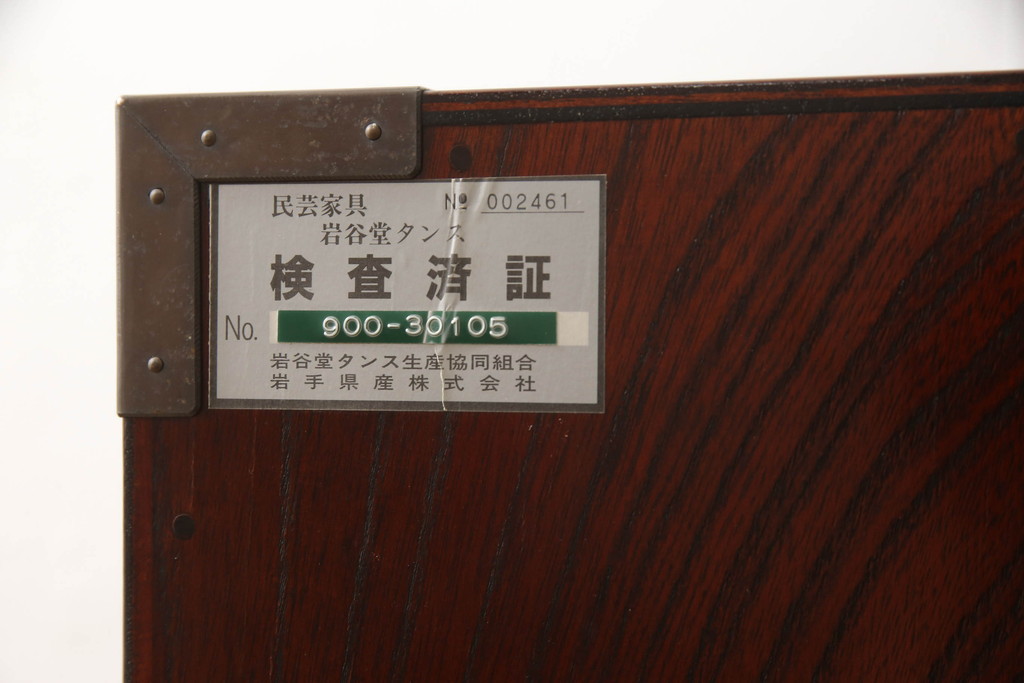 民芸家具 № 002461
岩谷堂タンス
検査済証
No. 900-30105
岩谷堂タンス生産協同組合
岩手県産株式会社